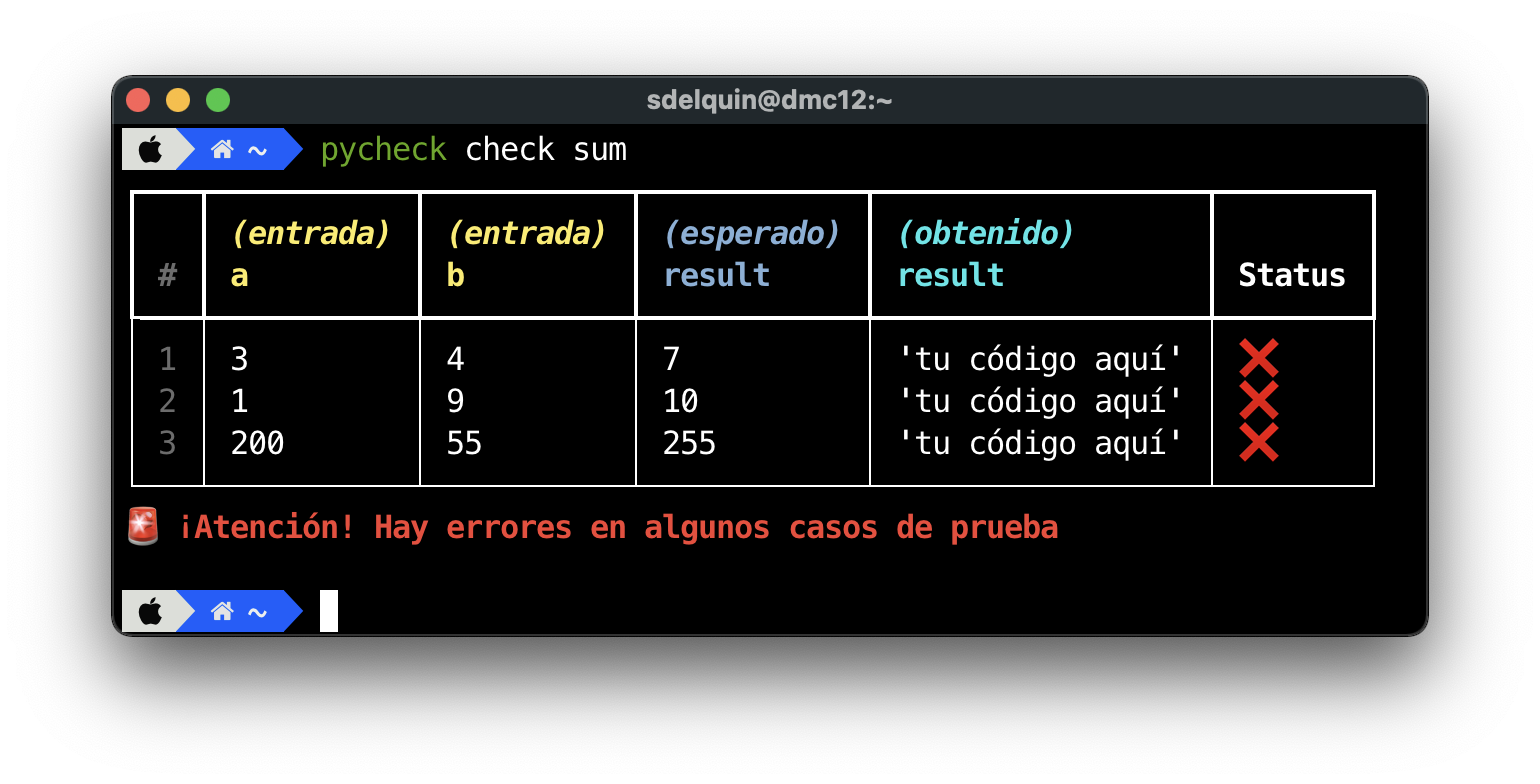 sdelquin@dmc12:~
~ pycheck check sum
(entrada) (entrada) (esperado) (obtenido)
# a b result result Status
1 3 4 7 'tu código aquí'
2 1 9 10 'tu código aquí'
3 200 55 255 'tu código aquí'
¡Atención! Hay errores en algunos casos de prueba
~